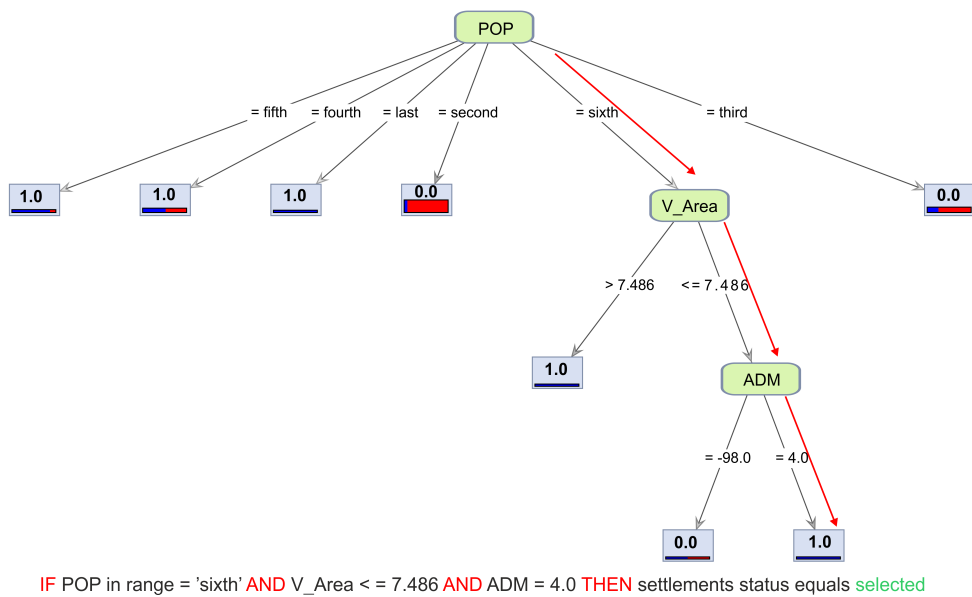 POP
= fifth
= fourth
= last
= second
= sixth
= third
1.0
1.0
1.0
0.0
V_Area
0.0
> 7.486
<= 7.486
1.0
ADM
= -98.0
= 4.0
0.0
1.0
IF POP in range = ’sixth’ AND V_Area < = 7.486 AND ADM = 4.0 THEN settlements status equals selected